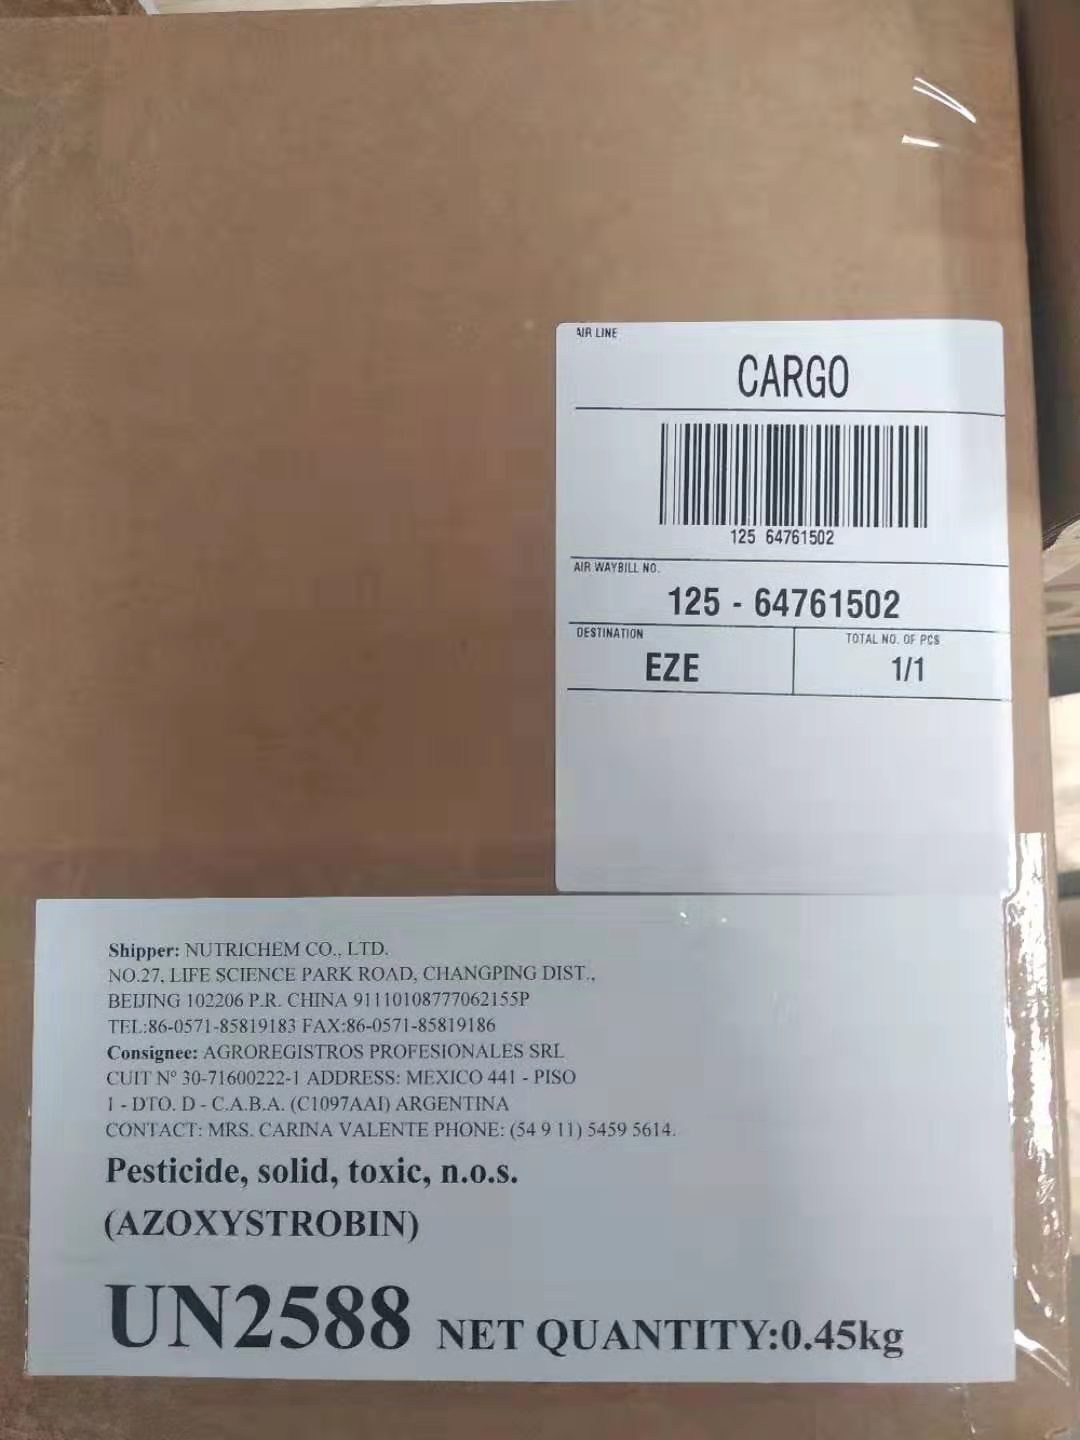 AIR LINE
CARGO
125 64761502
AIR WAYBILL NO.
125 - 64761502
DESTINATION
EZE
TOTAL NO. OF PCS
1/1
Shipper: NUTRICHEM CO., LTD.
NO.27, LIFE SCIENCE PARK ROAD, CHANGPING DIST.,
BEIJING 102206 P.R. CHINA 91110108777062155P
TEL:86-0571-85819183 FAX:86-0571-85819186
Consignee: AGROREGISTROS PROFESIONALES SRL
CUIT Nº 30-71600222-1 ADDRESS: MEXICO 441 - PISO
1 - DTO. D - C.A.B.A. (C1097AAI) ARGENTINA
CONTACT: MRS. CARINA VALENTE PHONE: (54 9 11) 5459 5614.
Pesticide, solid, toxic, n.o.s.
(AZOXYSTROBIN)
UN2588 NET QUANTITY:0.45kg